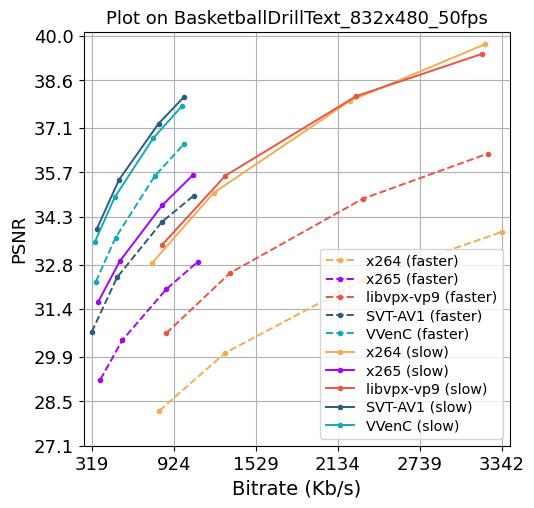 Plot on BasketballDrillText_832x480_50fps
40.0
38.6
37.1
35.7
34.3
32.8
31.4
29.9
28.5
27.1
PSNR
x264 (faster)
x265 (faster)
libvpx-vp9 (faster)
SVT-AV1 (faster)
VVenC (faster)
x264 (slow)
x265 (slow)
libvpx-vp9 (slow)
SVT-AV1 (slow)
VVenC (slow)
319 924 1529 2134 2739 3342
Bitrate (Kb/s)